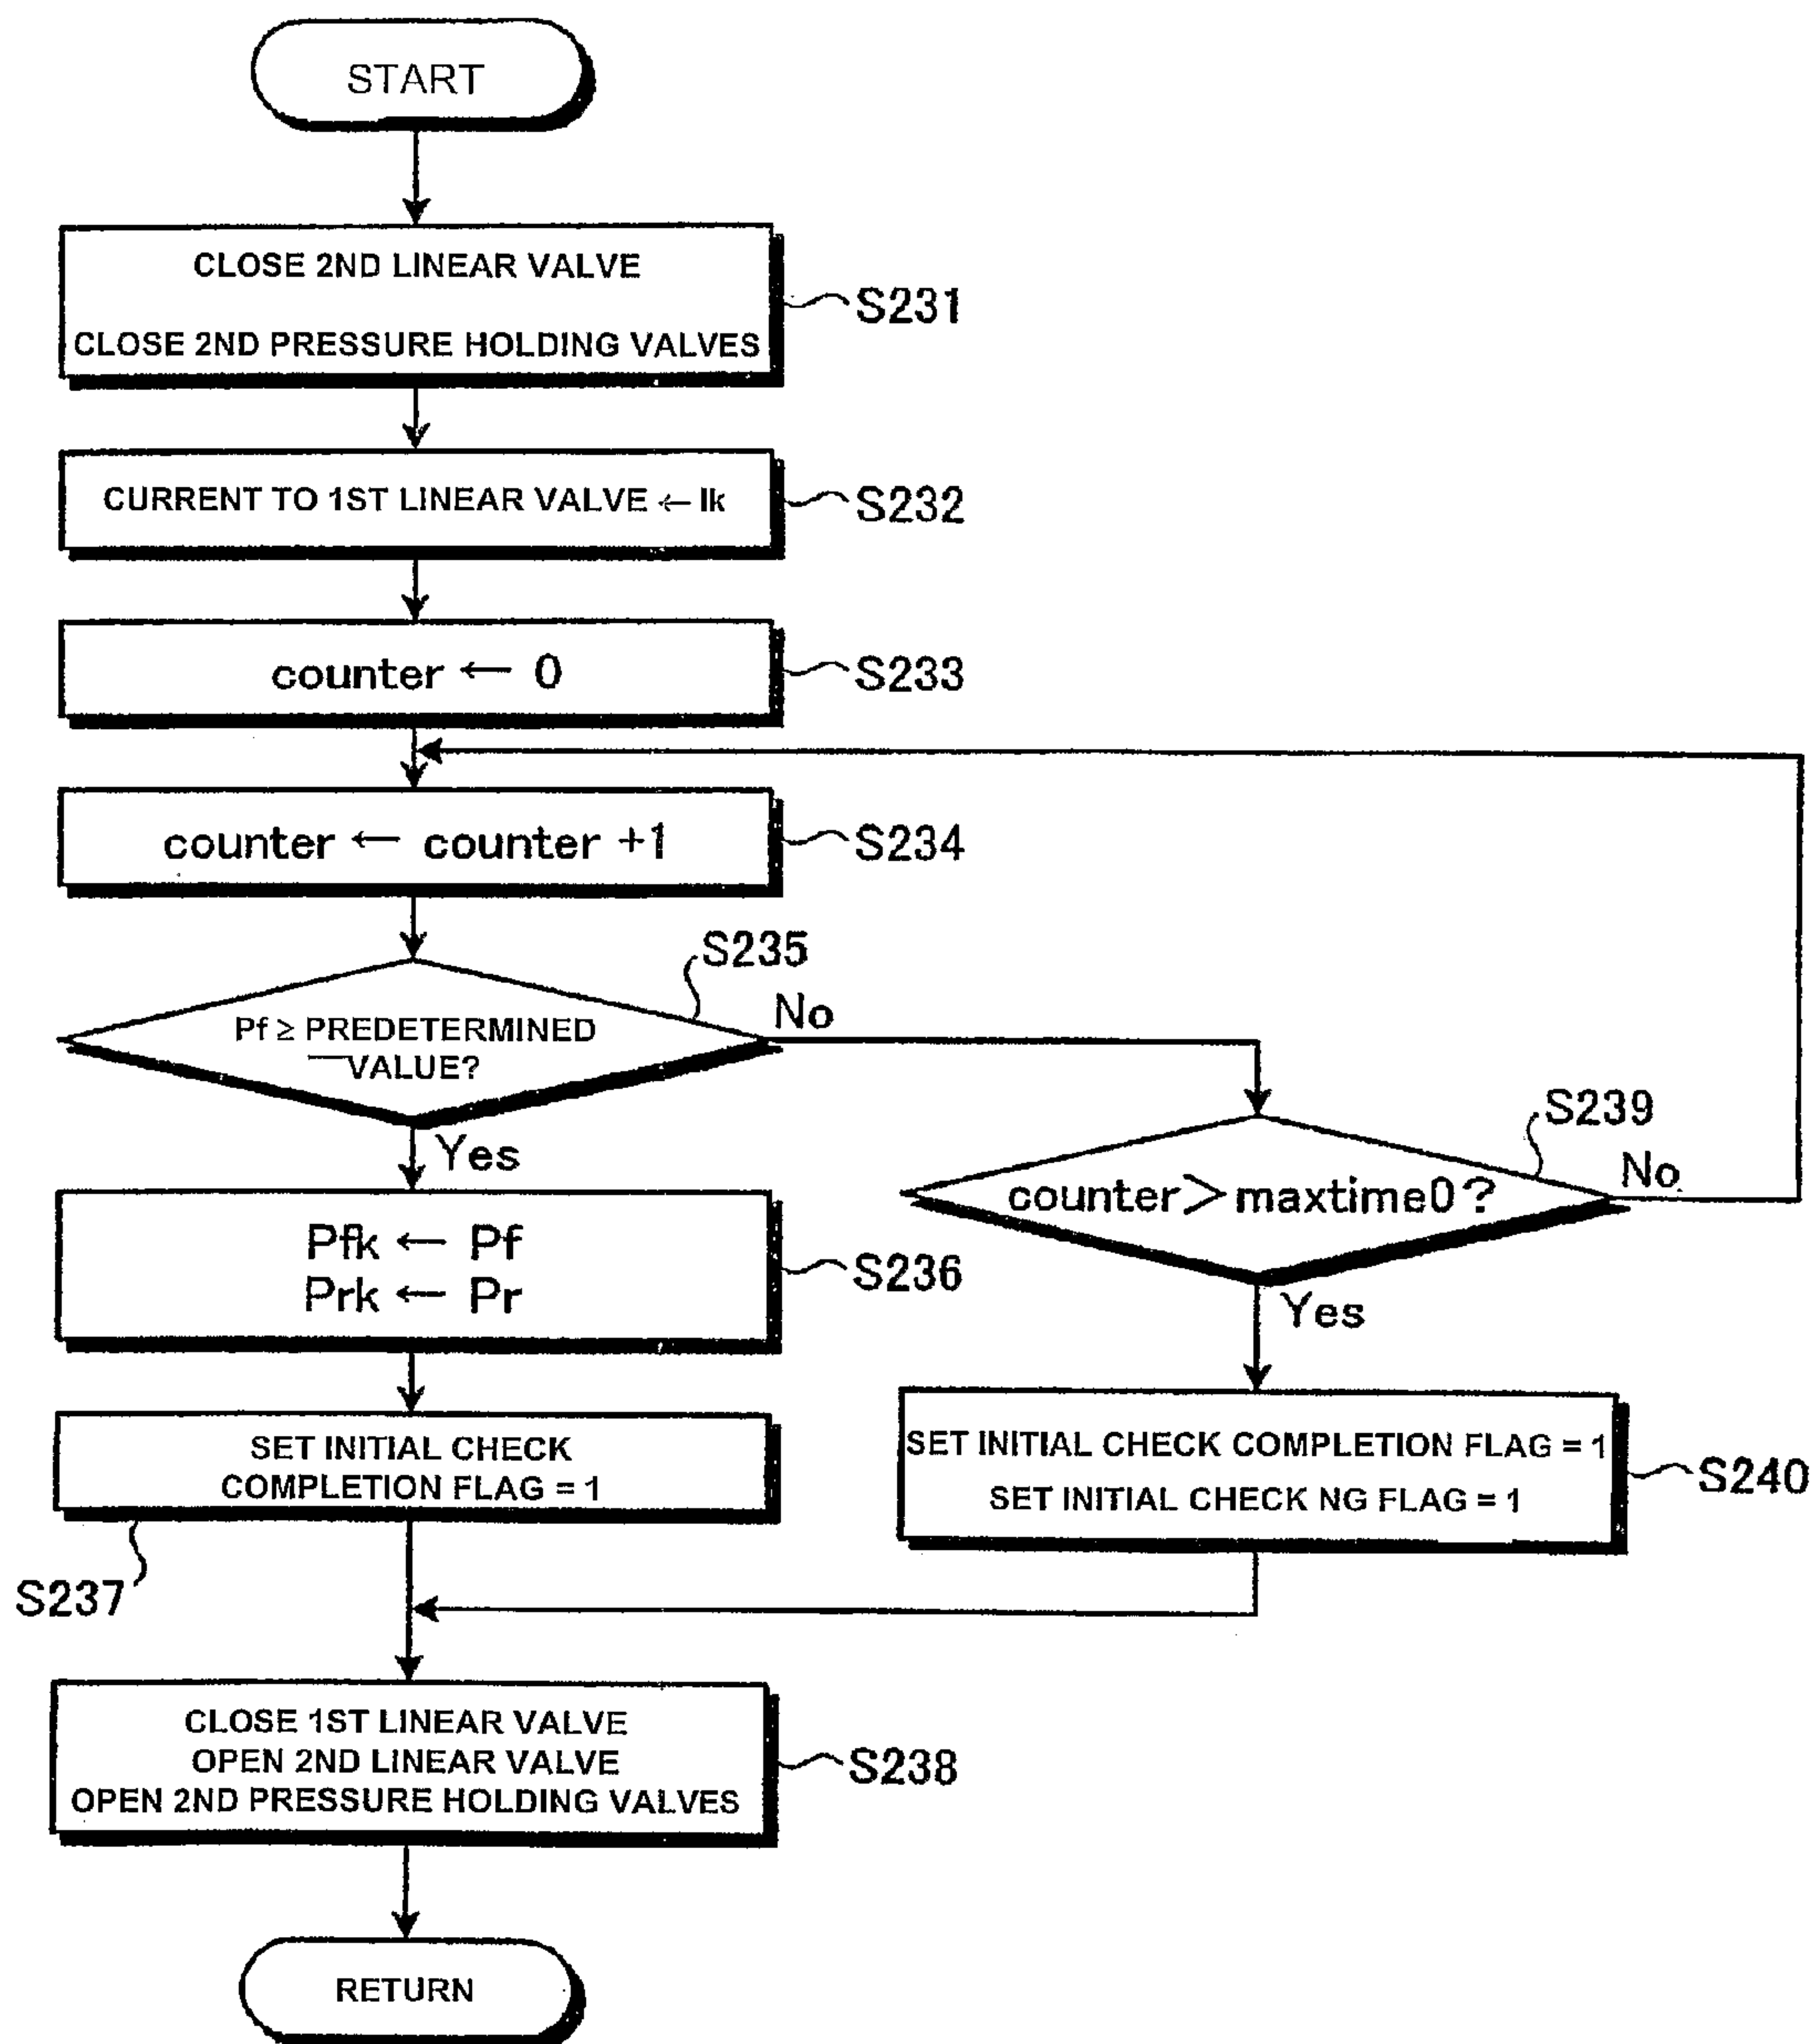 START
CLOSE 2ND LINEAR VALVE
CLOSE 2ND PRESSURE HOLDING VALVES
S231
CURRENT TO 1ST LINEAR VALVE ← Ik
S232
counter ← 0
S233
counter ← counter +1
S234
S235
Pf ≥ PREDETERMINED
VALUE?
No
Yes
S239
counter > maxtime0?
No
Yes
Pfk ← Pf
Prk ← Pr
S236
SET INITIAL CHECK
COMPLETION FLAG = 1
S237
SET INITIAL CHECK COMPLETION FLAG = 1
SET INITIAL CHECK NG FLAG = 1
S240
CLOSE 1ST LINEAR VALVE
OPEN 2ND LINEAR VALVE
OPEN 2ND PRESSURE HOLDING VALVES
S238
RETURN